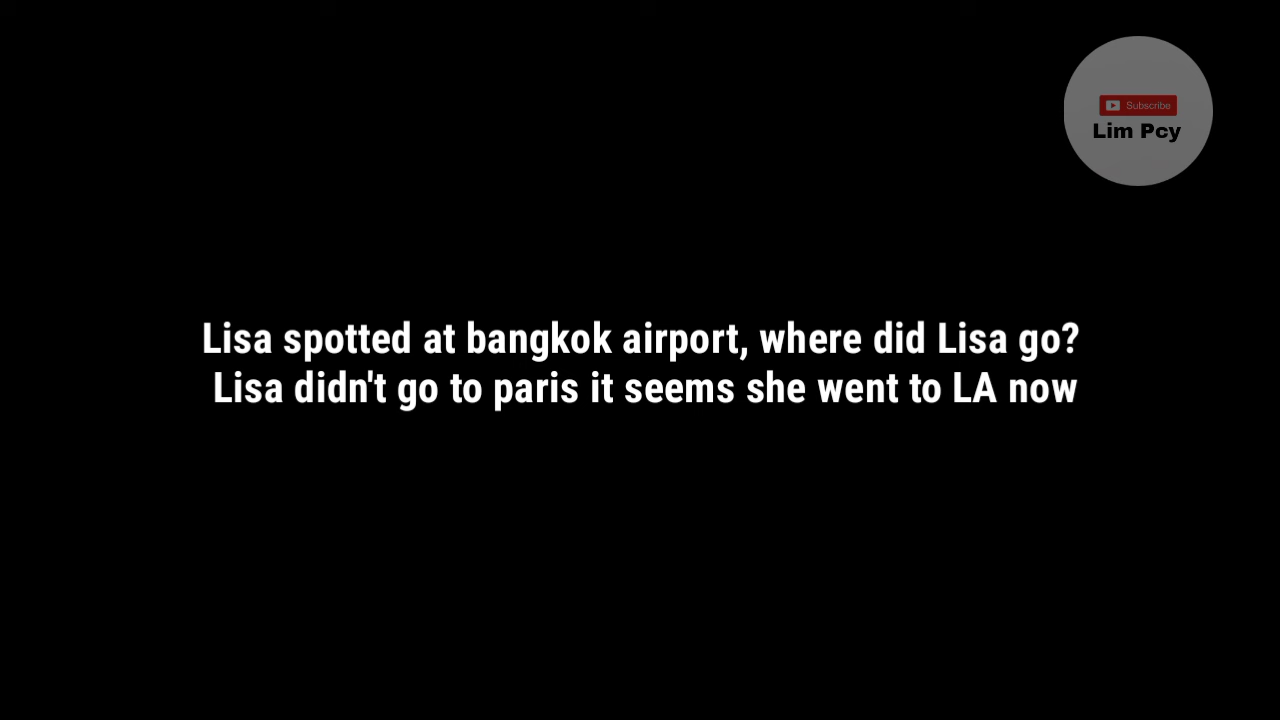 Subscribe
Lim Pcy
Lisa spotted at bangkok airport, where did Lisa go?
Lisa didn't go to paris it seems she went to LA now